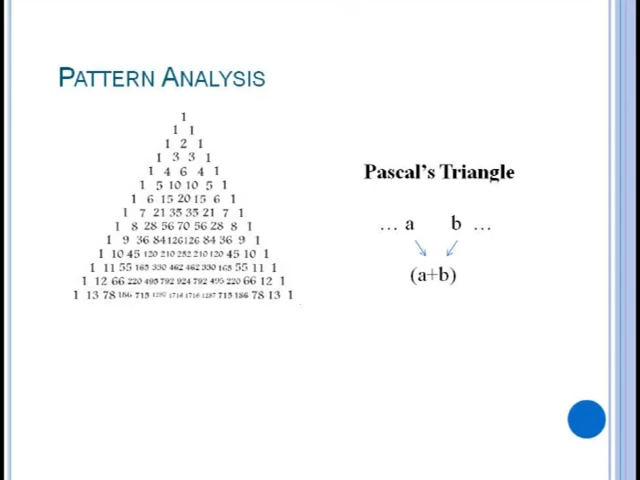 PATTERN ANALYSIS
1
1 1
1 2 1
1 3 3 1
1 4 6 4 1
1 5 10 10 5 1
1 6 15 20 15 6 1
1 7 21 35 35 21 7 1
1 8 28 56 70 56 28 8 1
1 9 36 84 126 126 84 36 9 1
1 10 45 120 210 252 210 120 45 10 1
1 11 55 165 330 462 462 330 165 55 11 1
1 12 66 220 495 792 924 792 495 220 66 12 1
1 13 78 186 715 1287 1716 1716 1287 715 186 78 13 1
Pascal's Triangle
… a b …
(a+b)